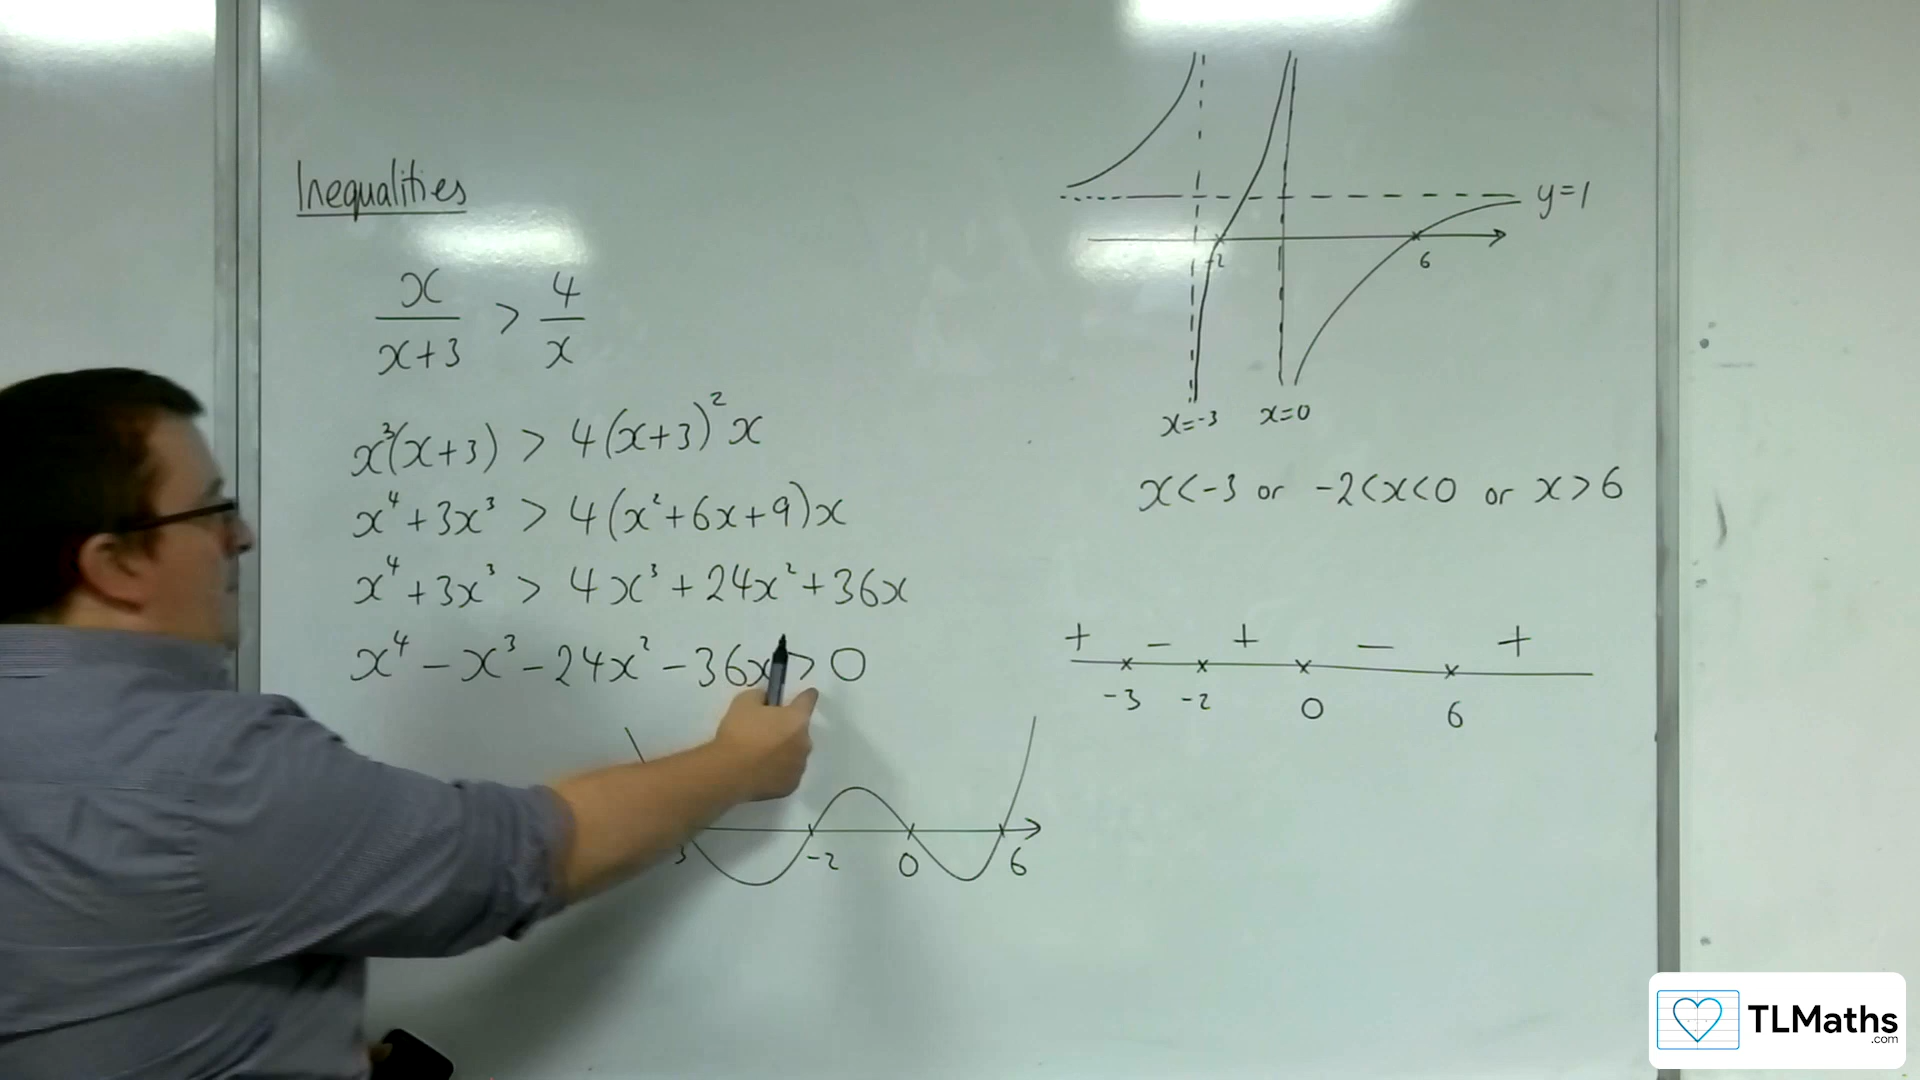 Inequalities
x/(x+3) > 4/x
x³(x+3) > 4(x+3)²x
x⁴+3x³ > 4(x²+6x+9)x
x⁴+3x³ > 4x³+24x²+36x
x⁴-x³-24x²-36x>0
3 -2 0 6
y=1
-2 6
x=-3 x=0
x<-3 or -2<x<0 or x>6
+ - + - +
-3 -2 0 6
TLMaths
.com